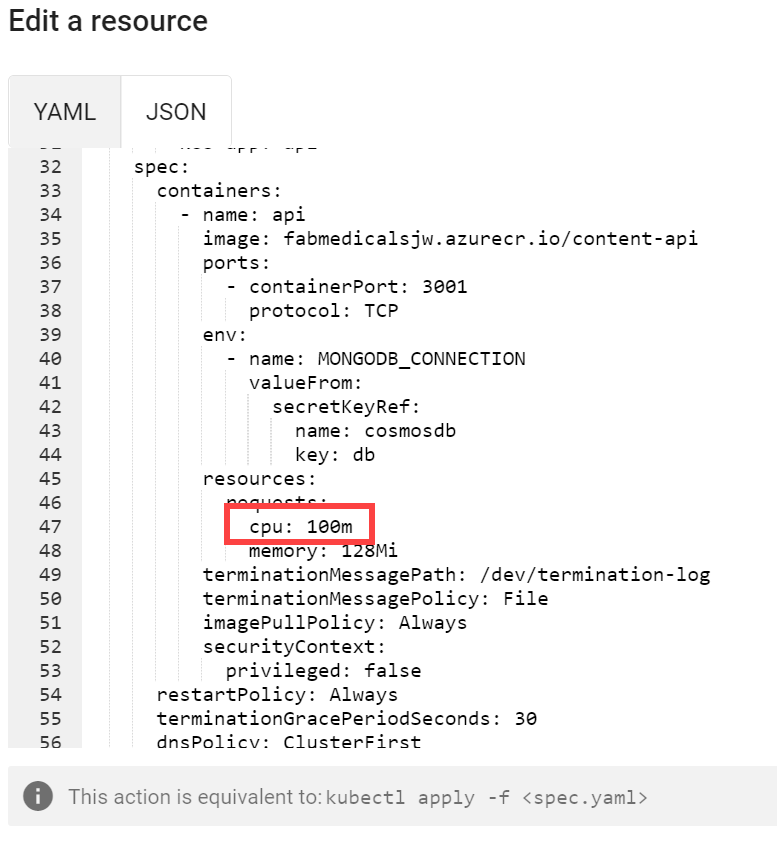 Edit a resource
YAML JSON
32 spec:
33 containers:
34 - name: api
35 image: fabmedicalsjw.azurecr.io/content-api
36 ports:
37 - containerPort: 3001
38 protocol: TCP
39 env:
40 - name: MONGODB_CONNECTION
41 valueFrom:
42 secretKeyRef:
43 name: cosmosdb
44 key: db
45 resources:
46 requests:
47 cpu: 100m
48 memory: 128Mi
49 terminationMessagePath: /dev/termination-log
50 terminationMessagePolicy: File
51 imagePullPolicy: Always
52 securityContext:
53 privileged: false
54 restartPolicy: Always
55 terminationGracePeriodSeconds: 30
56 dnsPolicy: ClusterFirst
This action is equivalent to: kubectl apply -f <spec.yaml>